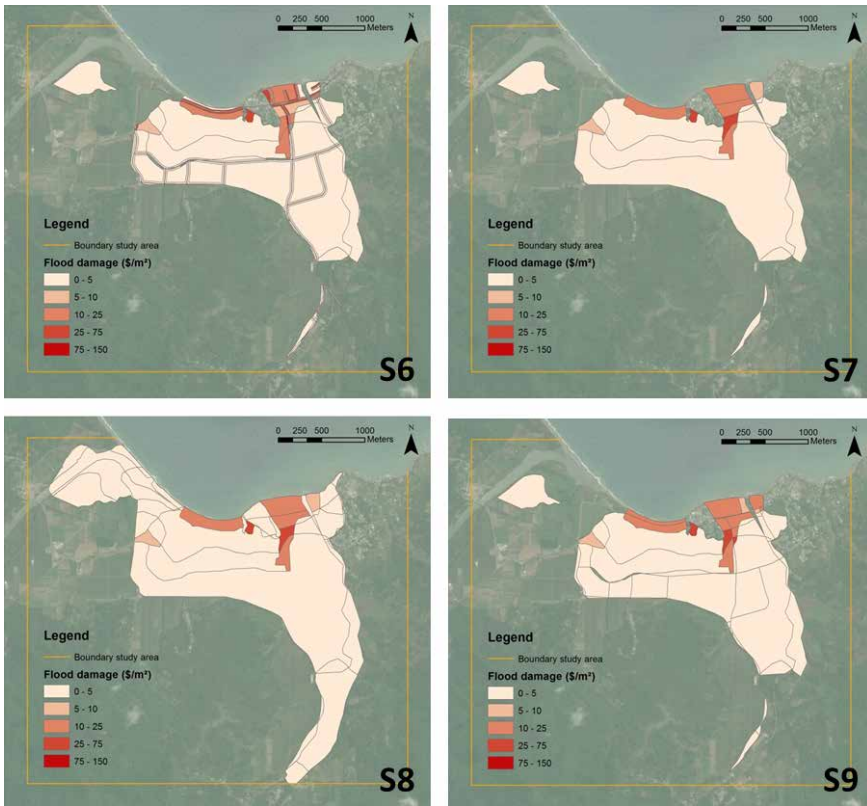 0 250 500 1000
Meters
N
Legend
Boundary study area
Flood damage ($/m²)
0 - 5
5 - 10
10 - 25
25 - 75
75 - 150
S6
0 250 500 1000
Meters
N
Legend
Boundary study area
Flood damage ($/m²)
0 - 5
5 - 10
10 - 25
25 - 75
75 - 150
S7
0 250 500 1000
Meters
N
Legend
Boundary study area
Flood damage ($/m²)
0 - 5
5 - 10
10 - 25
25 - 75
75 - 150
S8
0 250 500 1000
Meters
N
Legend
Boundary study area
Flood damage ($/m²)
0 - 5
5 - 10
10 - 25
25 - 75
75 - 150
S9